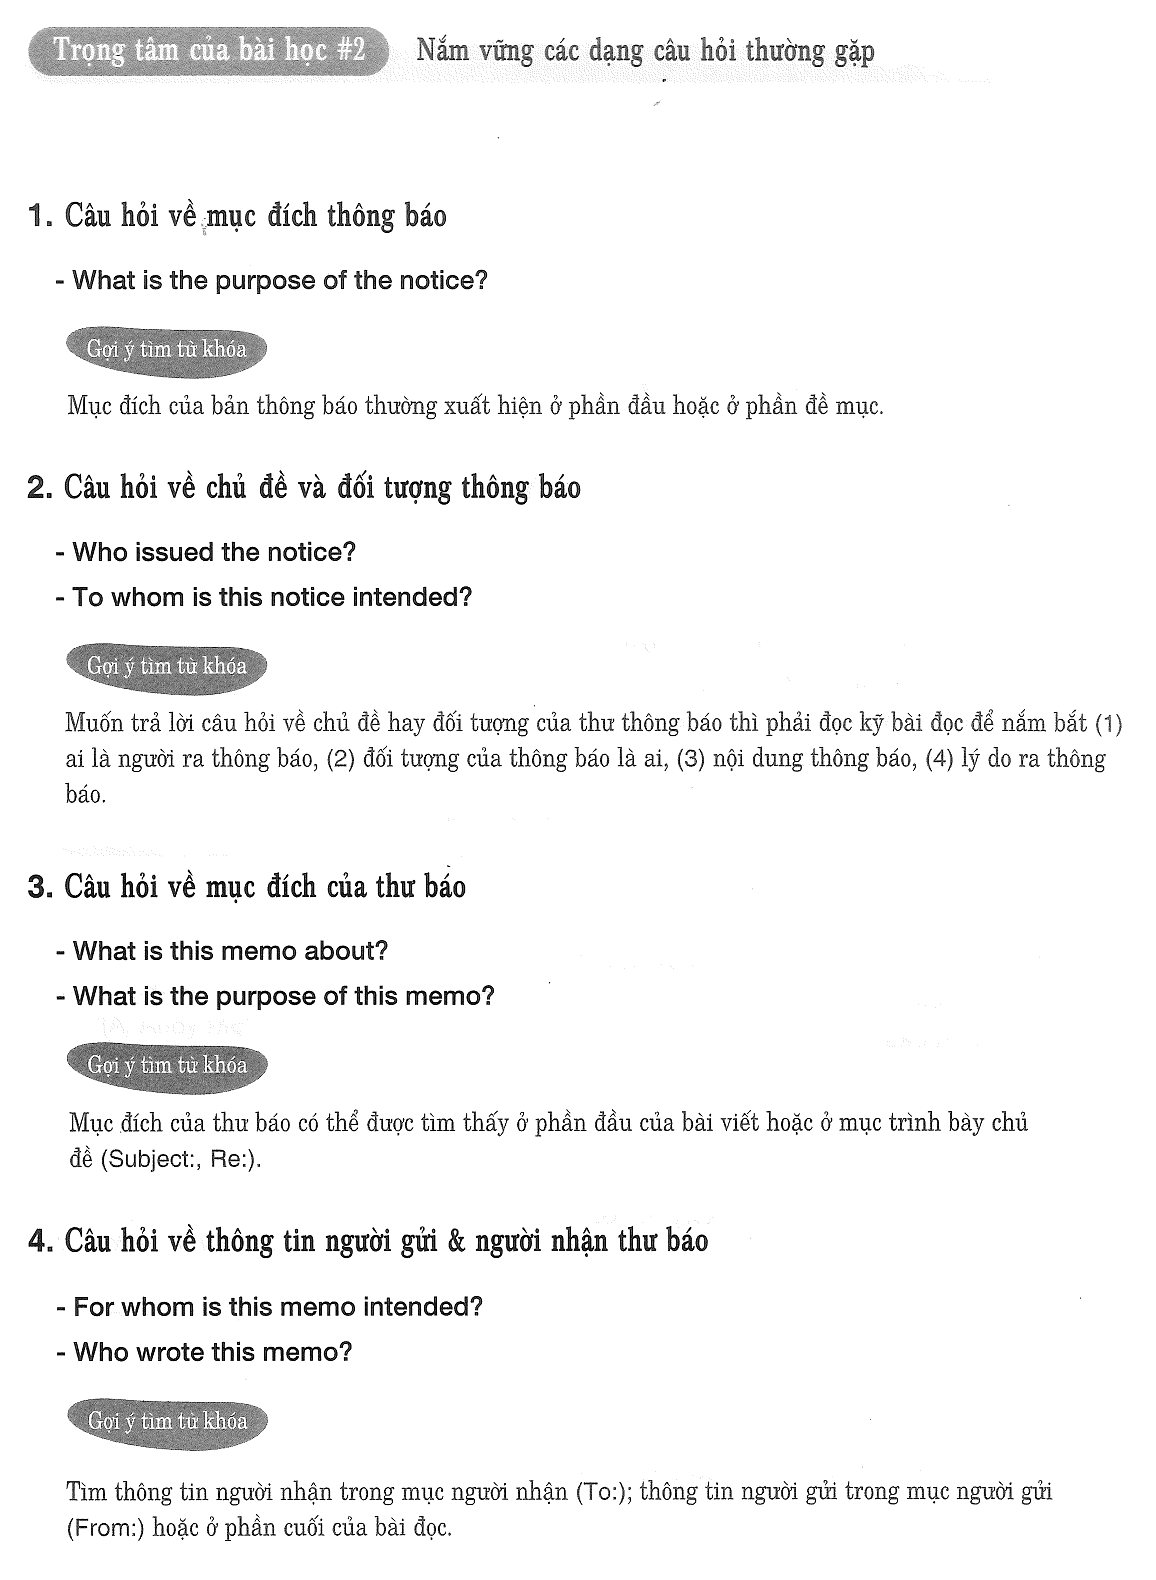 Trọng tâm của bài học #2 Nắm vững các dạng câu hỏi thường gặp
1. Câu hỏi về mục đích thông báo
- What is the purpose of the notice?
Gợi ý tìm từ khóa
Mục đích của bản thông báo thường xuất hiện ở phần đầu hoặc ở phần đề mục.
2. Câu hỏi về chủ đề và đối tượng thông báo
- Who issued the notice?
- To whom is this notice intended?
Gợi ý tìm từ khóa
Muốn trả lời câu hỏi về chủ đề hay đối tượng của thư thông báo thì phải đọc kỹ bài đọc để nắm bắt (1)
ai là người ra thông báo, (2) đối tượng của thông báo là ai, (3) nội dung thông báo, (4) lý do ra thông
báo.
3. Câu hỏi về mục đích của thư báo
- What is this memo about?
- What is the purpose of this memo?
Gợi ý tìm từ khóa
Mục đích của thư báo có thể được tìm thấy ở phần đầu của bài viết hoặc ở mục trình bày chủ
đề (Subject:, Re:).
4. Câu hỏi về thông tin người gửi & người nhận thư báo
- For whom is this memo intended?
- Who wrote this memo?
Gợi ý tìm từ khóa
Tìm thông tin người nhận trong mục người nhận (To:); thông tin người gửi trong mục người gửi
(From:) hoặc ở phần cuối của bài đọc.